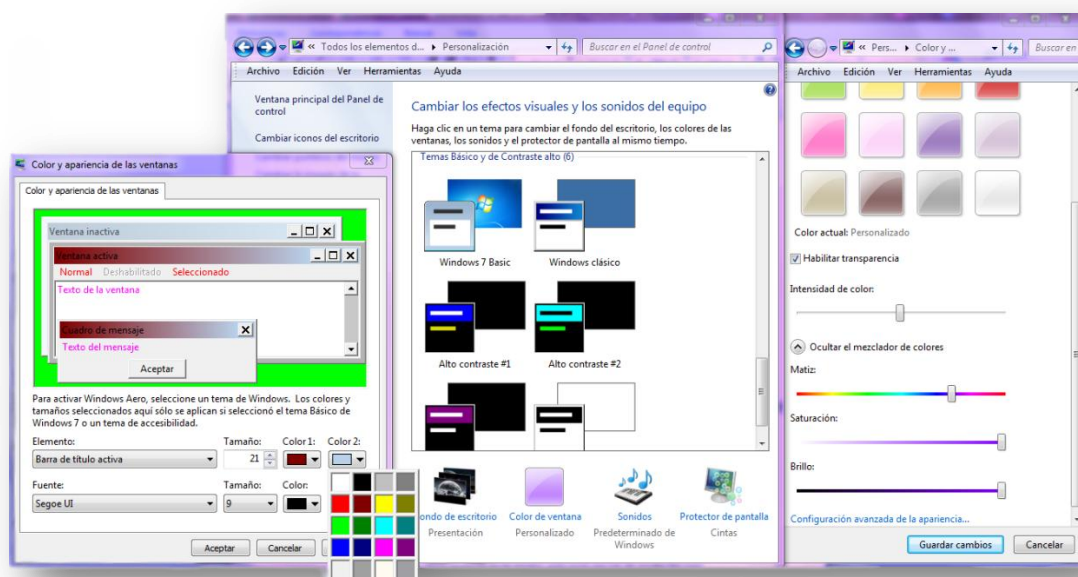 Todos los elementos d...
Personalización
Buscar en el Panel de control
Archivo Edición Ver Herramientas Ayuda
Ventana principal del Panel de
control
Cambiar iconos del escritorio
Cambiar los efectos visuales y los sonidos del equipo
Haga clic en un tema para cambiar el fondo del escritorio, los colores de las
ventanas, los sonidos y el protector de pantalla al mismo tiempo.
Temas Básico y de Contraste alto (6)
Windows 7 Basic
Windows clásico
Alto contraste #1
Alto contraste #2
ondo de escritorio
Presentación
Color de ventana
Personalizado
Sonidos
Predeterminado de
Windows
Protector de pantalla
Cintas
Color y apariencia de las ventanas
Color y apariencia de las ventanas
Ventana inactiva
Ventana activa
Normal Deshabilitado Seleccionado
Texto de la ventana
Cuadro de mensaje
Texto del mensaje
Aceptar
Para activar Windows Aero, seleccione un tema de Windows. Los colores y
tamaños seleccionados aquí sólo se aplican si seleccionó el tema Básico de
Windows 7 o un tema de accesibilidad.
Elemento: Tamaño: Color 1: Color 2:
Barra de título activa 21
Fuente: Tamaño: Color:
Segoe UI 9
Aceptar Cancelar
Pers...
Color y ...
Buscar en
Archivo Edición Ver Herramientas Ayuda
Color actual: Personalizado
Habilitar transparencia
Intensidad de color:
Ocultar el mezclador de colores
Matiz:
Saturación:
Brillo:
Configuración avanzada de la apariencia...
Guardar cambios Cancelar